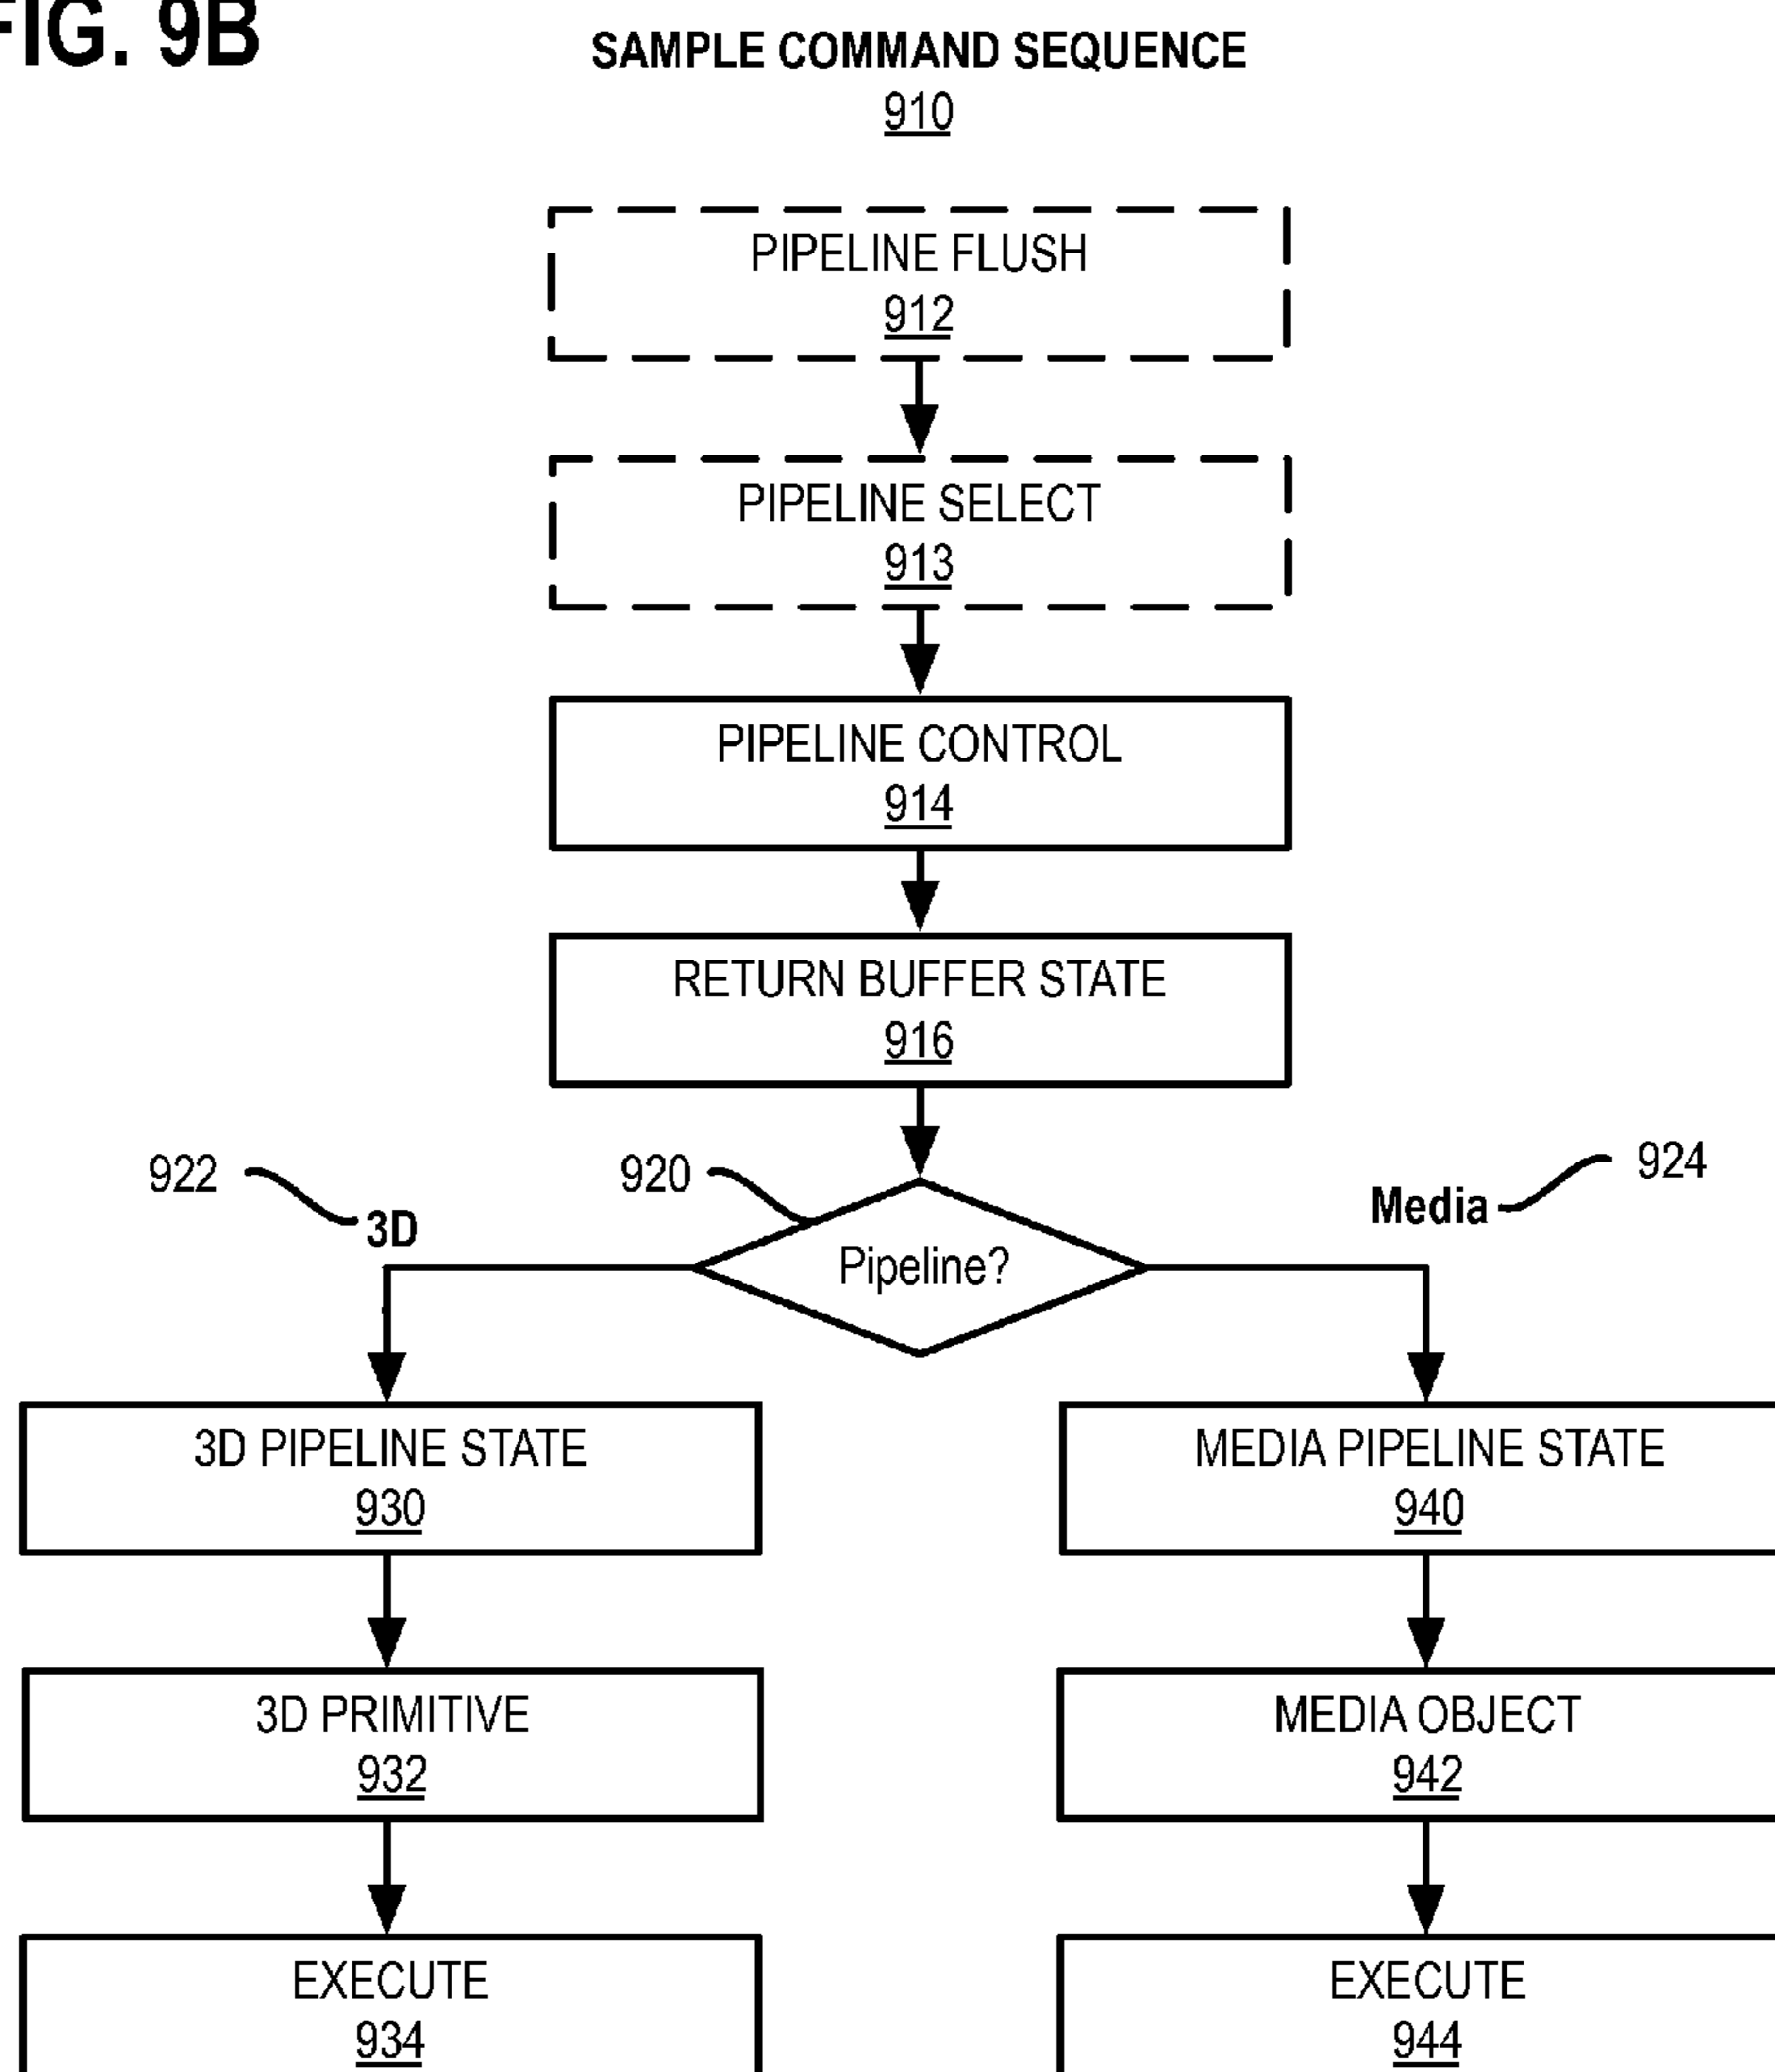 FIG. 9B
SAMPLE COMMAND SEQUENCE
910
PIPELINE FLUSH
912
PIPELINE SELECT
913
PIPELINE CONTROL
914
RETURN BUFFER STATE
916
922
920
924
3D
Media
Pipeline?
3D PIPELINE STATE
930
MEDIA PIPELINE STATE
940
3D PRIMITIVE
932
MEDIA OBJECT
942
EXECUTE
934
EXECUTE
944